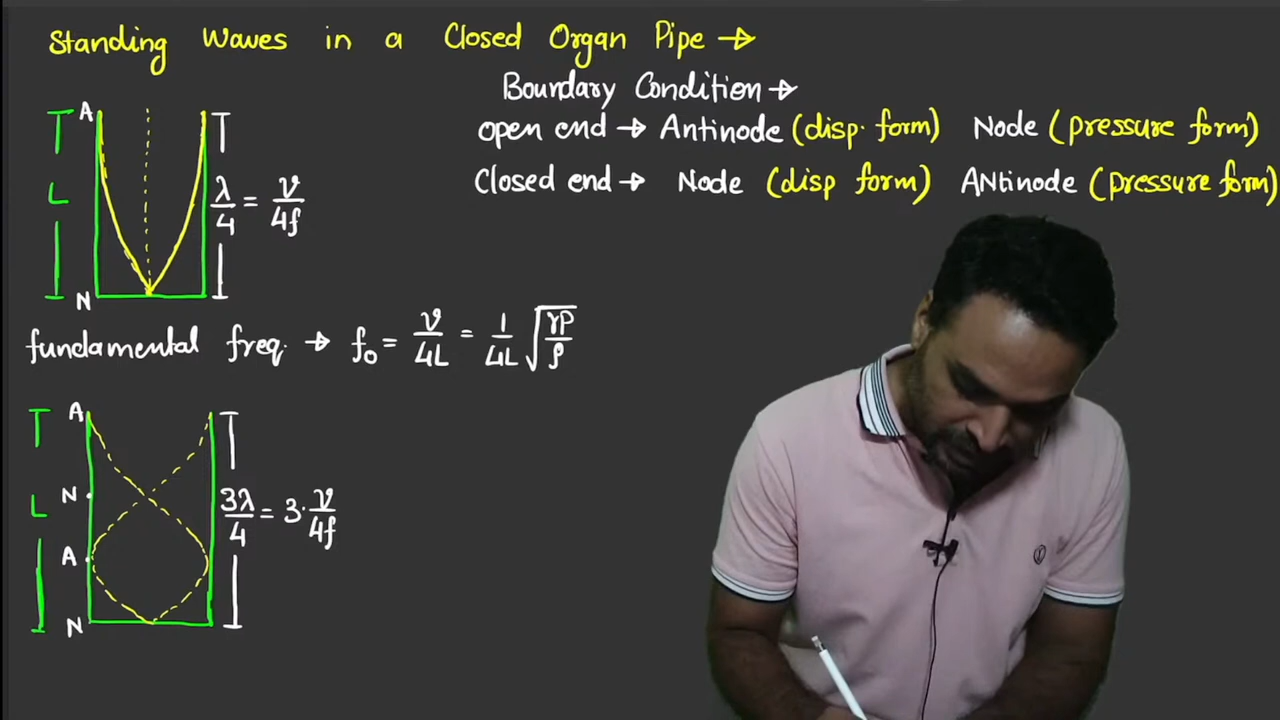 Standing Waves in a Closed Organ Pipe →
Boundary Condition →
open end → Antinode (disp. form) Node (pressure form)
Closed end → Node (disp form) ANtinode (pressure form)
A
L
λ/4 = v/4f
N
fundamental freq. → f₀ = v/4L = 1/4L √(γP/ρ)
A
N
L
3λ/4 = 3·v/4f
A
N